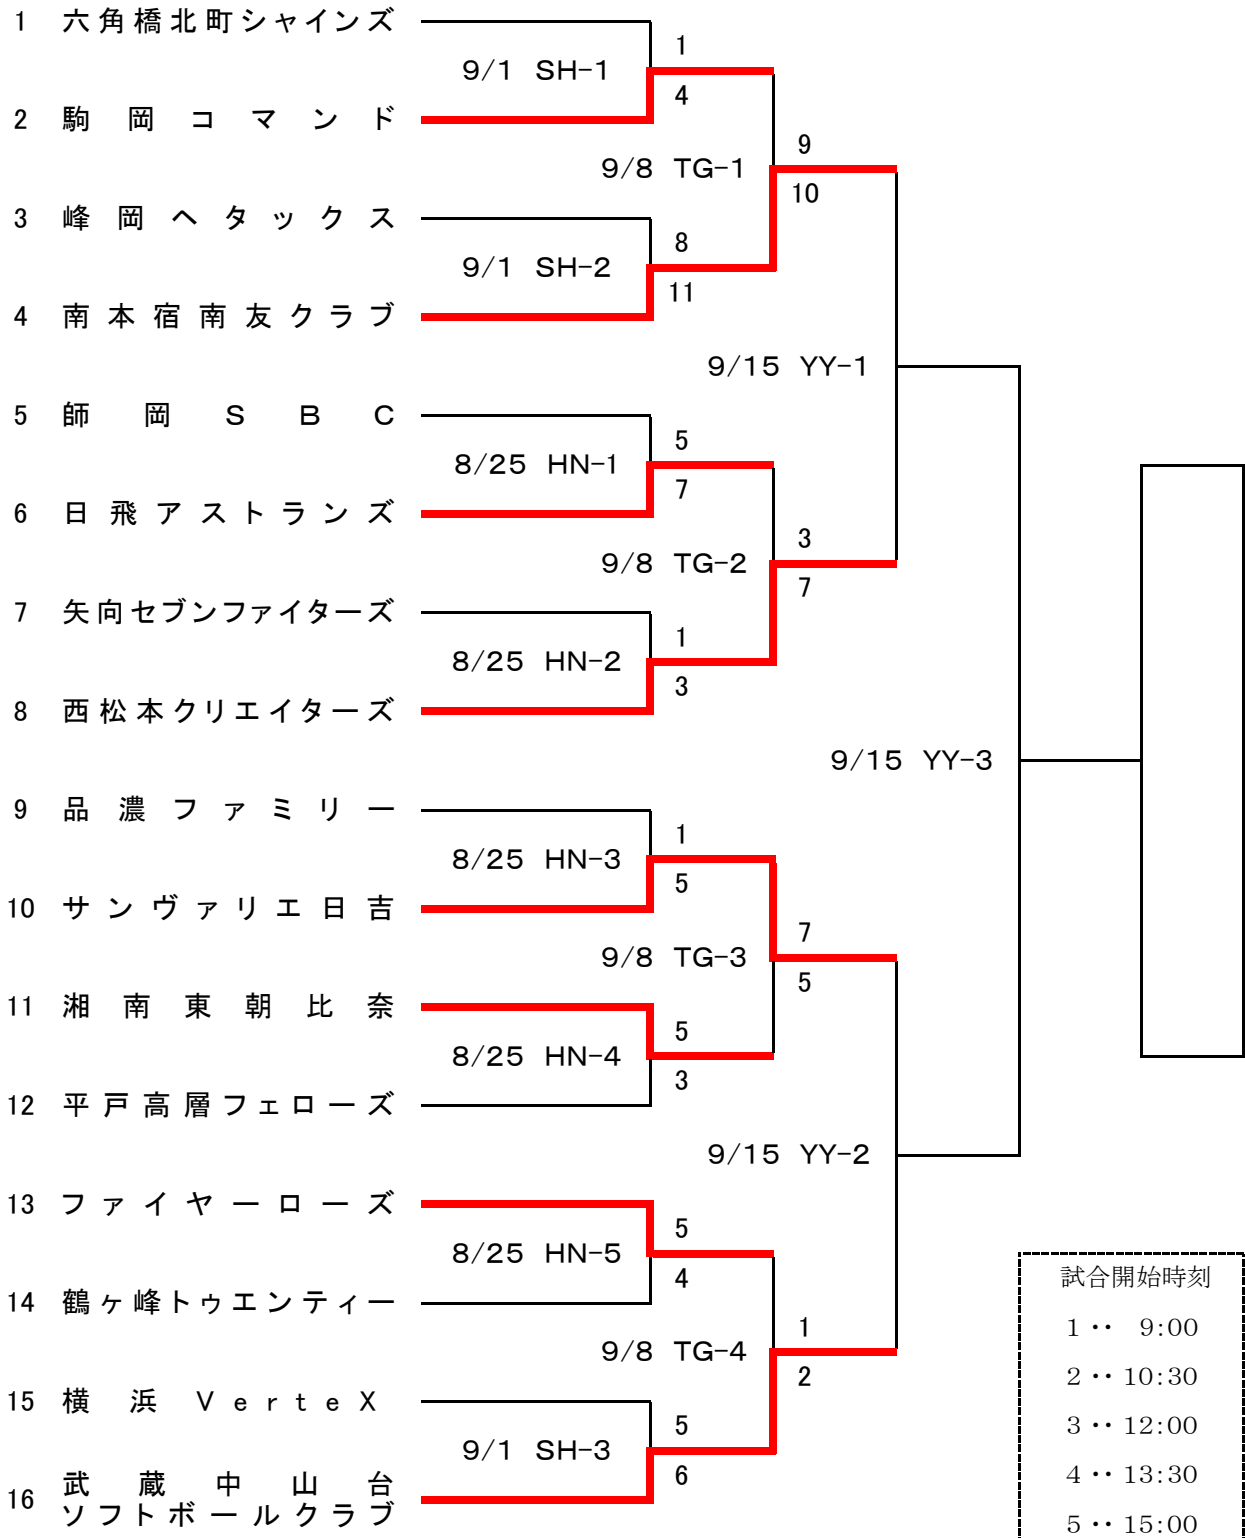 1 六角橋北町シャインズ
1
9/1 SH-1
4
2 駒岡コマンド
9
9/8 TG-1
10
3 峰岡ヘタックス
8
9/1 SH-2
11
4 南本宿南友クラブ
9/15 YY-1
5 師岡SBC
5
8/25 HN-1
7
6 日飛アストランズ
3
9/8 TG-2
7
7 矢向セブンファイターズ
1
8/25 HN-2
3
8 西松本クリエイターズ
9/15 YY-3
9 品濃ファミリー
1
8/25 HN-3
5
10 サンヴァリエ日吉
7
9/8 TG-3
5
11 湘南東朝比奈
5
8/25 HN-4
3
12 平戸高層フェローズ
9/15 YY-2
13 ファイヤーローズ
5
8/25 HN-5
4
14 鶴ヶ峰トゥエンティー
1
9/8 TG-4
2
15 横浜VerteX
5
9/1 SH-3
6
16 武蔵中山台
ソフトボールクラブ
試合開始時刻
1 ‥ 9:00
2 ‥ 10:30
3 ‥ 12:00
4 ‥ 13:30
5 ‥ 15:00